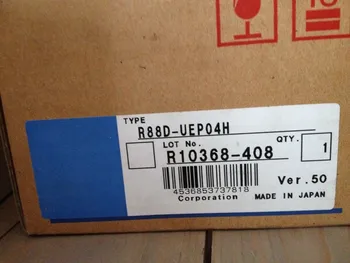 TYPE
R88D-UEP04H
LOT No.
QTY.
R10368-408
1
4536853737818
Ver.50
Corporation
MADE IN JAPAN